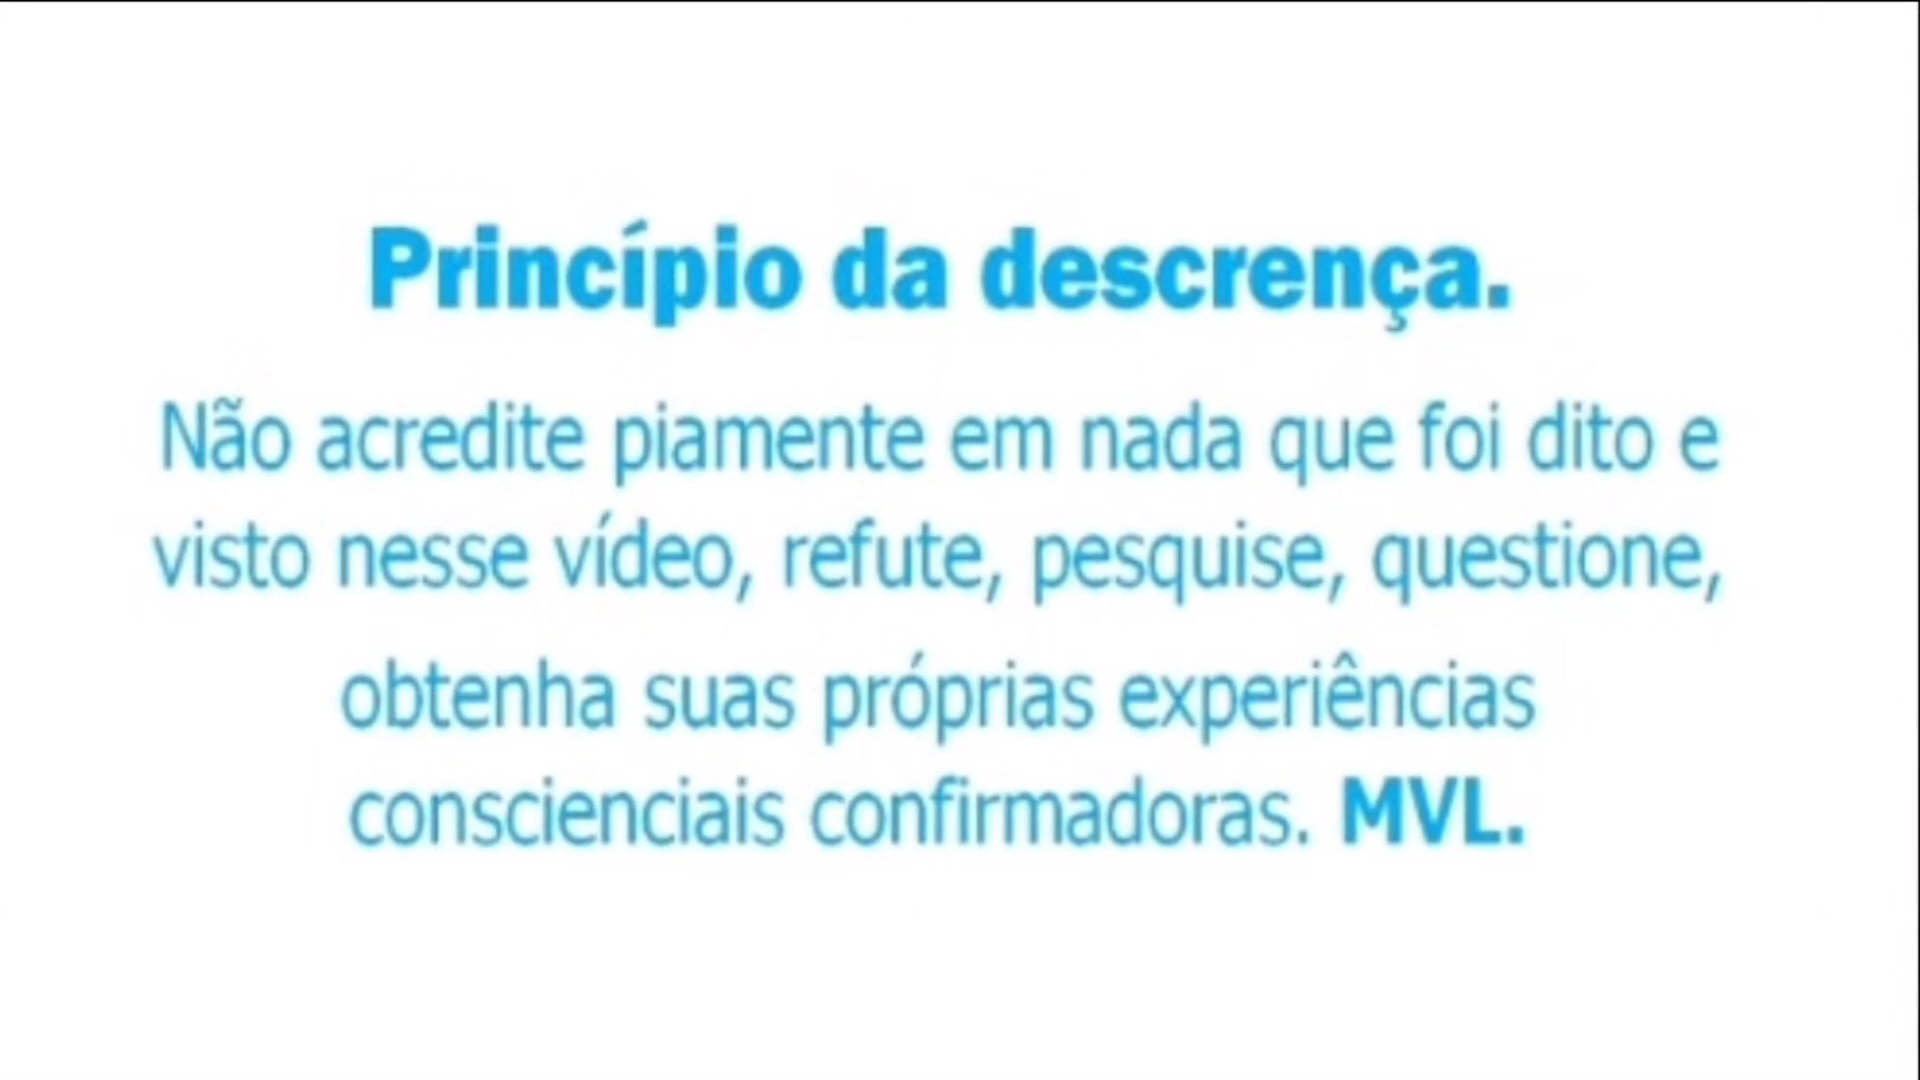 Princípio da descrença.
Não acredite piamente em nada que foi dito e
visto nesse vídeo, refute, pesquise, questione,
obtenha suas próprias experiências
conscienciais confirmadoras. MVL.